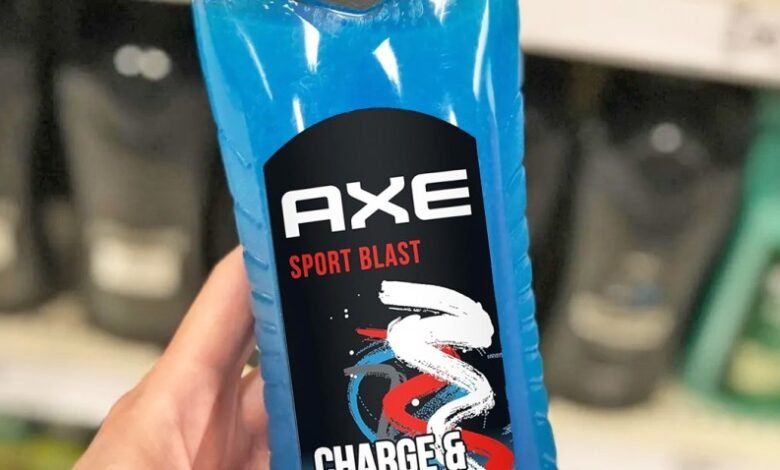 AXE
SPORT BLAST
CHARGE &